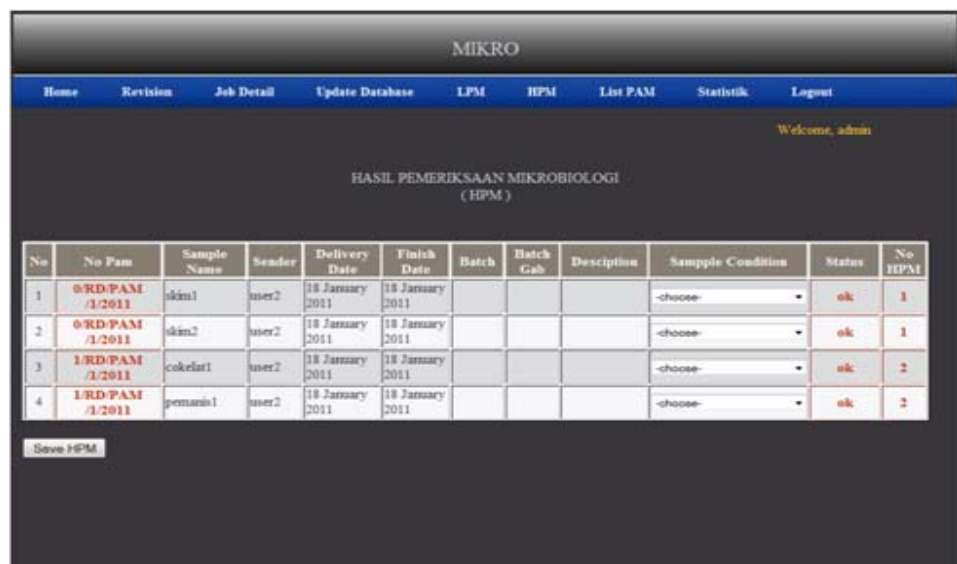 MIKRO
Home Revision Job Detail Update Database LPM HPM List PAM Statistik Logout
Welcome, admin
HASIL PEMERIKSAAN MIKROBIOLOGI
( HPM )
No No Pam Sample Name Sender Delivery Date Finish Date Batch Batch Gab Desciption Sampple Condition Status No HPM
1 0/RD/PAM /1/2011 skim1 user2 18 January 2011 18 January 2011 -choose- ok 1
2 0/RD/PAM /1/2011 skim2 user2 18 January 2011 18 January 2011 -choose- ok 1
3 1/RD/PAM /1/2011 cokelat1 user2 18 January 2011 18 January 2011 -choose- ok 2
4 1/RD/PAM /1/2011 pemanis1 user2 18 January 2011 18 January 2011 -choose- ok 2
Save HPM